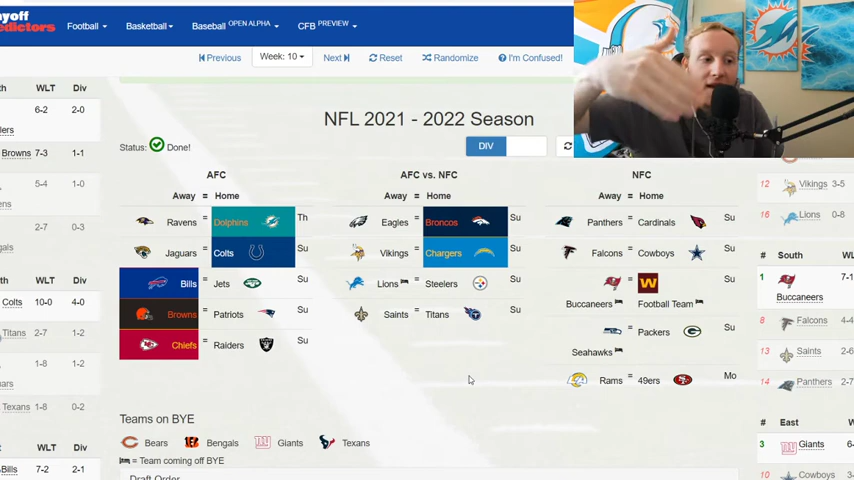 yoff
edictors
Football
Basketball
Baseball OPEN ALPHA
CFB PREVIEW
Previous
Week: 10
Next
Reset
Randomize
I'm Confused!
WLT Div
6-2 2-0
Browns 7-3 1-1
5-4 1-0
2-7 0-3
WLT Div
Colts 10-0 4-0
Titans 2-7 1-2
1-8 1-2
Texans 1-8 0-2
WLT Div
Bills 7-2 2-1
NFL 2021 - 2022 Season
Status: Done!
DIV
AFC
Away = Home
Ravens = Dolphins Th
Jaguars = Colts Su
Bills = Jets Su
Browns = Patriots Su
Chiefs = Raiders Su
AFC vs. NFC
Away = Home
Eagles = Broncos Su
Vikings = Chargers Su
Lions = Steelers Su
Saints = Titans Su
NFC
Away = Home
Panthers = Cardinals Su
Falcons = Cowboys Su
Buccaneers = Football Team Su
Seahawks = Packers Su
Rams = 49ers Mo
Teams on BYE
Bears Bengals Giants Texans
= Team coming off BYE
Draft Order
12 Vikings 3-5
16 Lions 0-8
# South WLT
1 Buccaneers 7-1
8 Falcons 4-4
13 Saints 2-6
14 Panthers 2-7
# East WLT
3 Giants 6-
10 Cowboys 3-